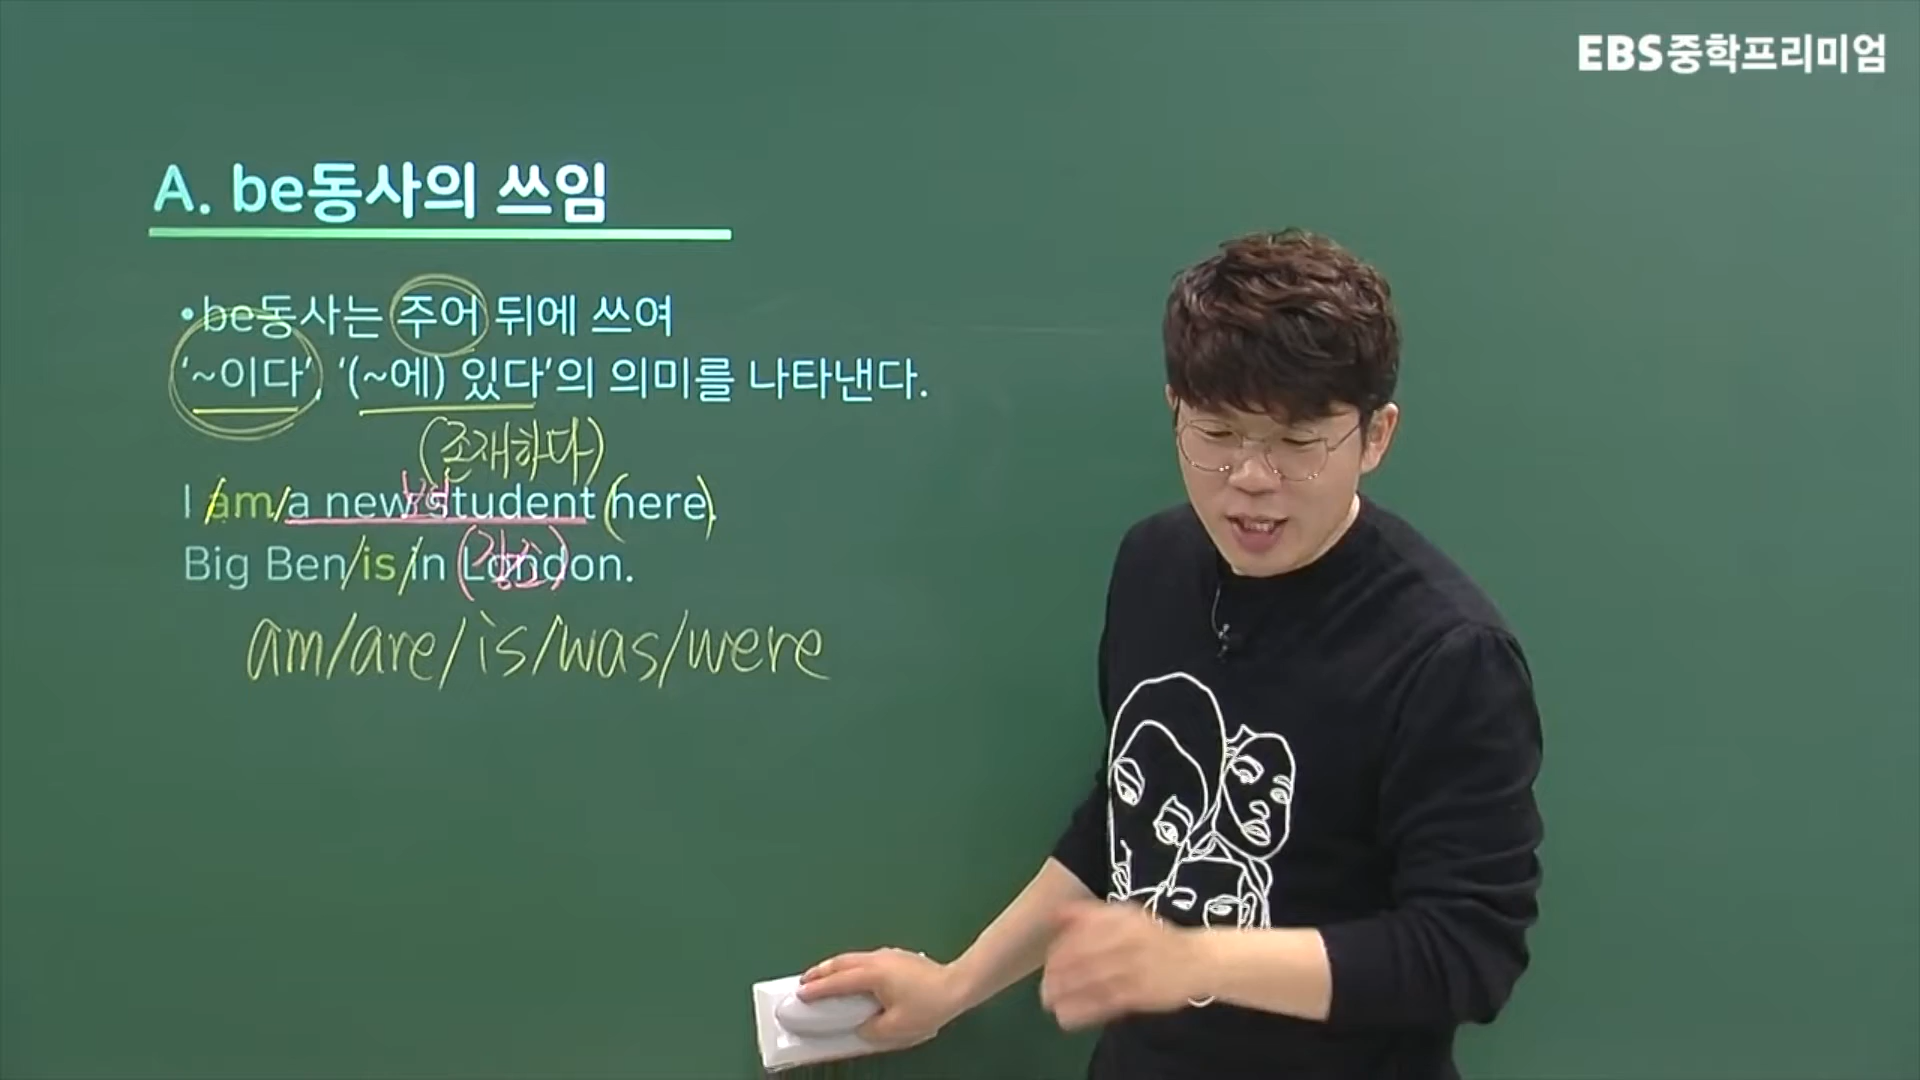 EBS중학프리미엄
A. be동사의 쓰임
•be동사는 주어 뒤에 쓰여
‘~이다’, ‘(~에) 있다’의 의미를 나타낸다.
(존재하다)
보어
I am/a new student (here).
Big Ben/is/in London.
(장소)
am/are/is/was/were